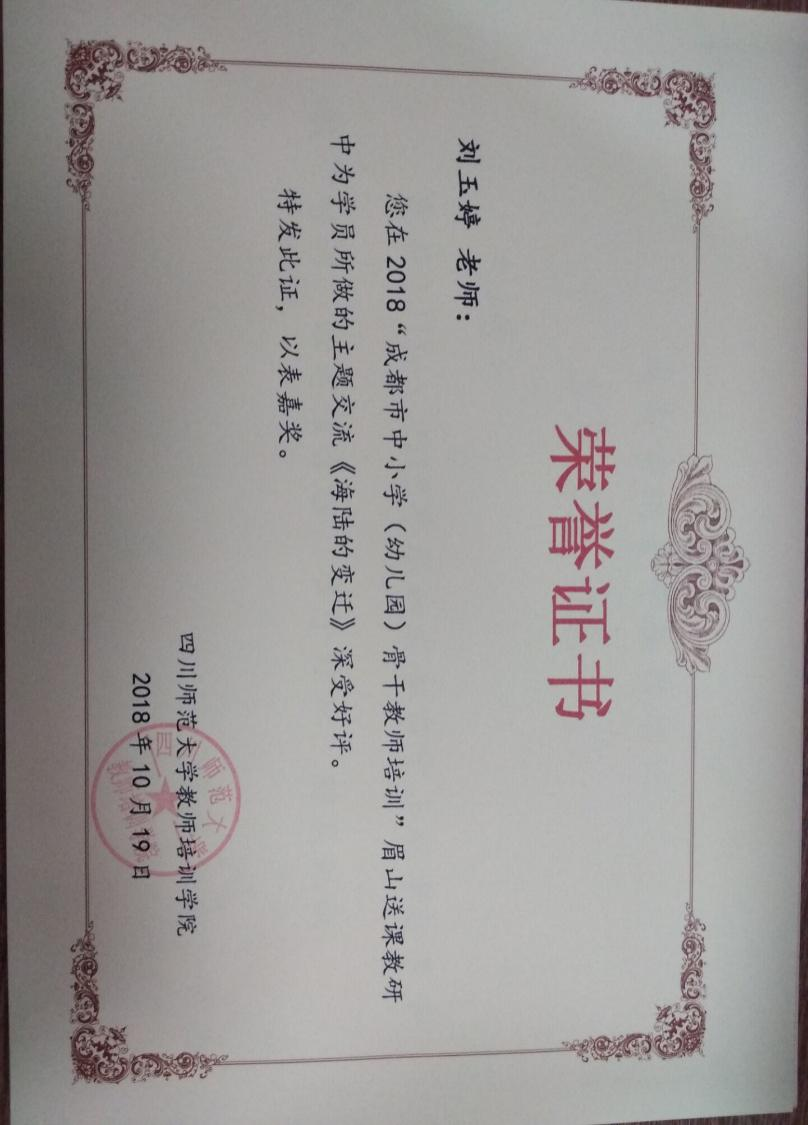 荣誉证书
刘玉婷 老师：
您在 2018“成都市中小学（幼儿园）骨干教师培训”眉山送课教研
中为学员所做的主题交流《海陆的变迁》深受好评。
特发此证，以表嘉奖。
四川师范大学教师培训学院
2018 年 10 月 19 日